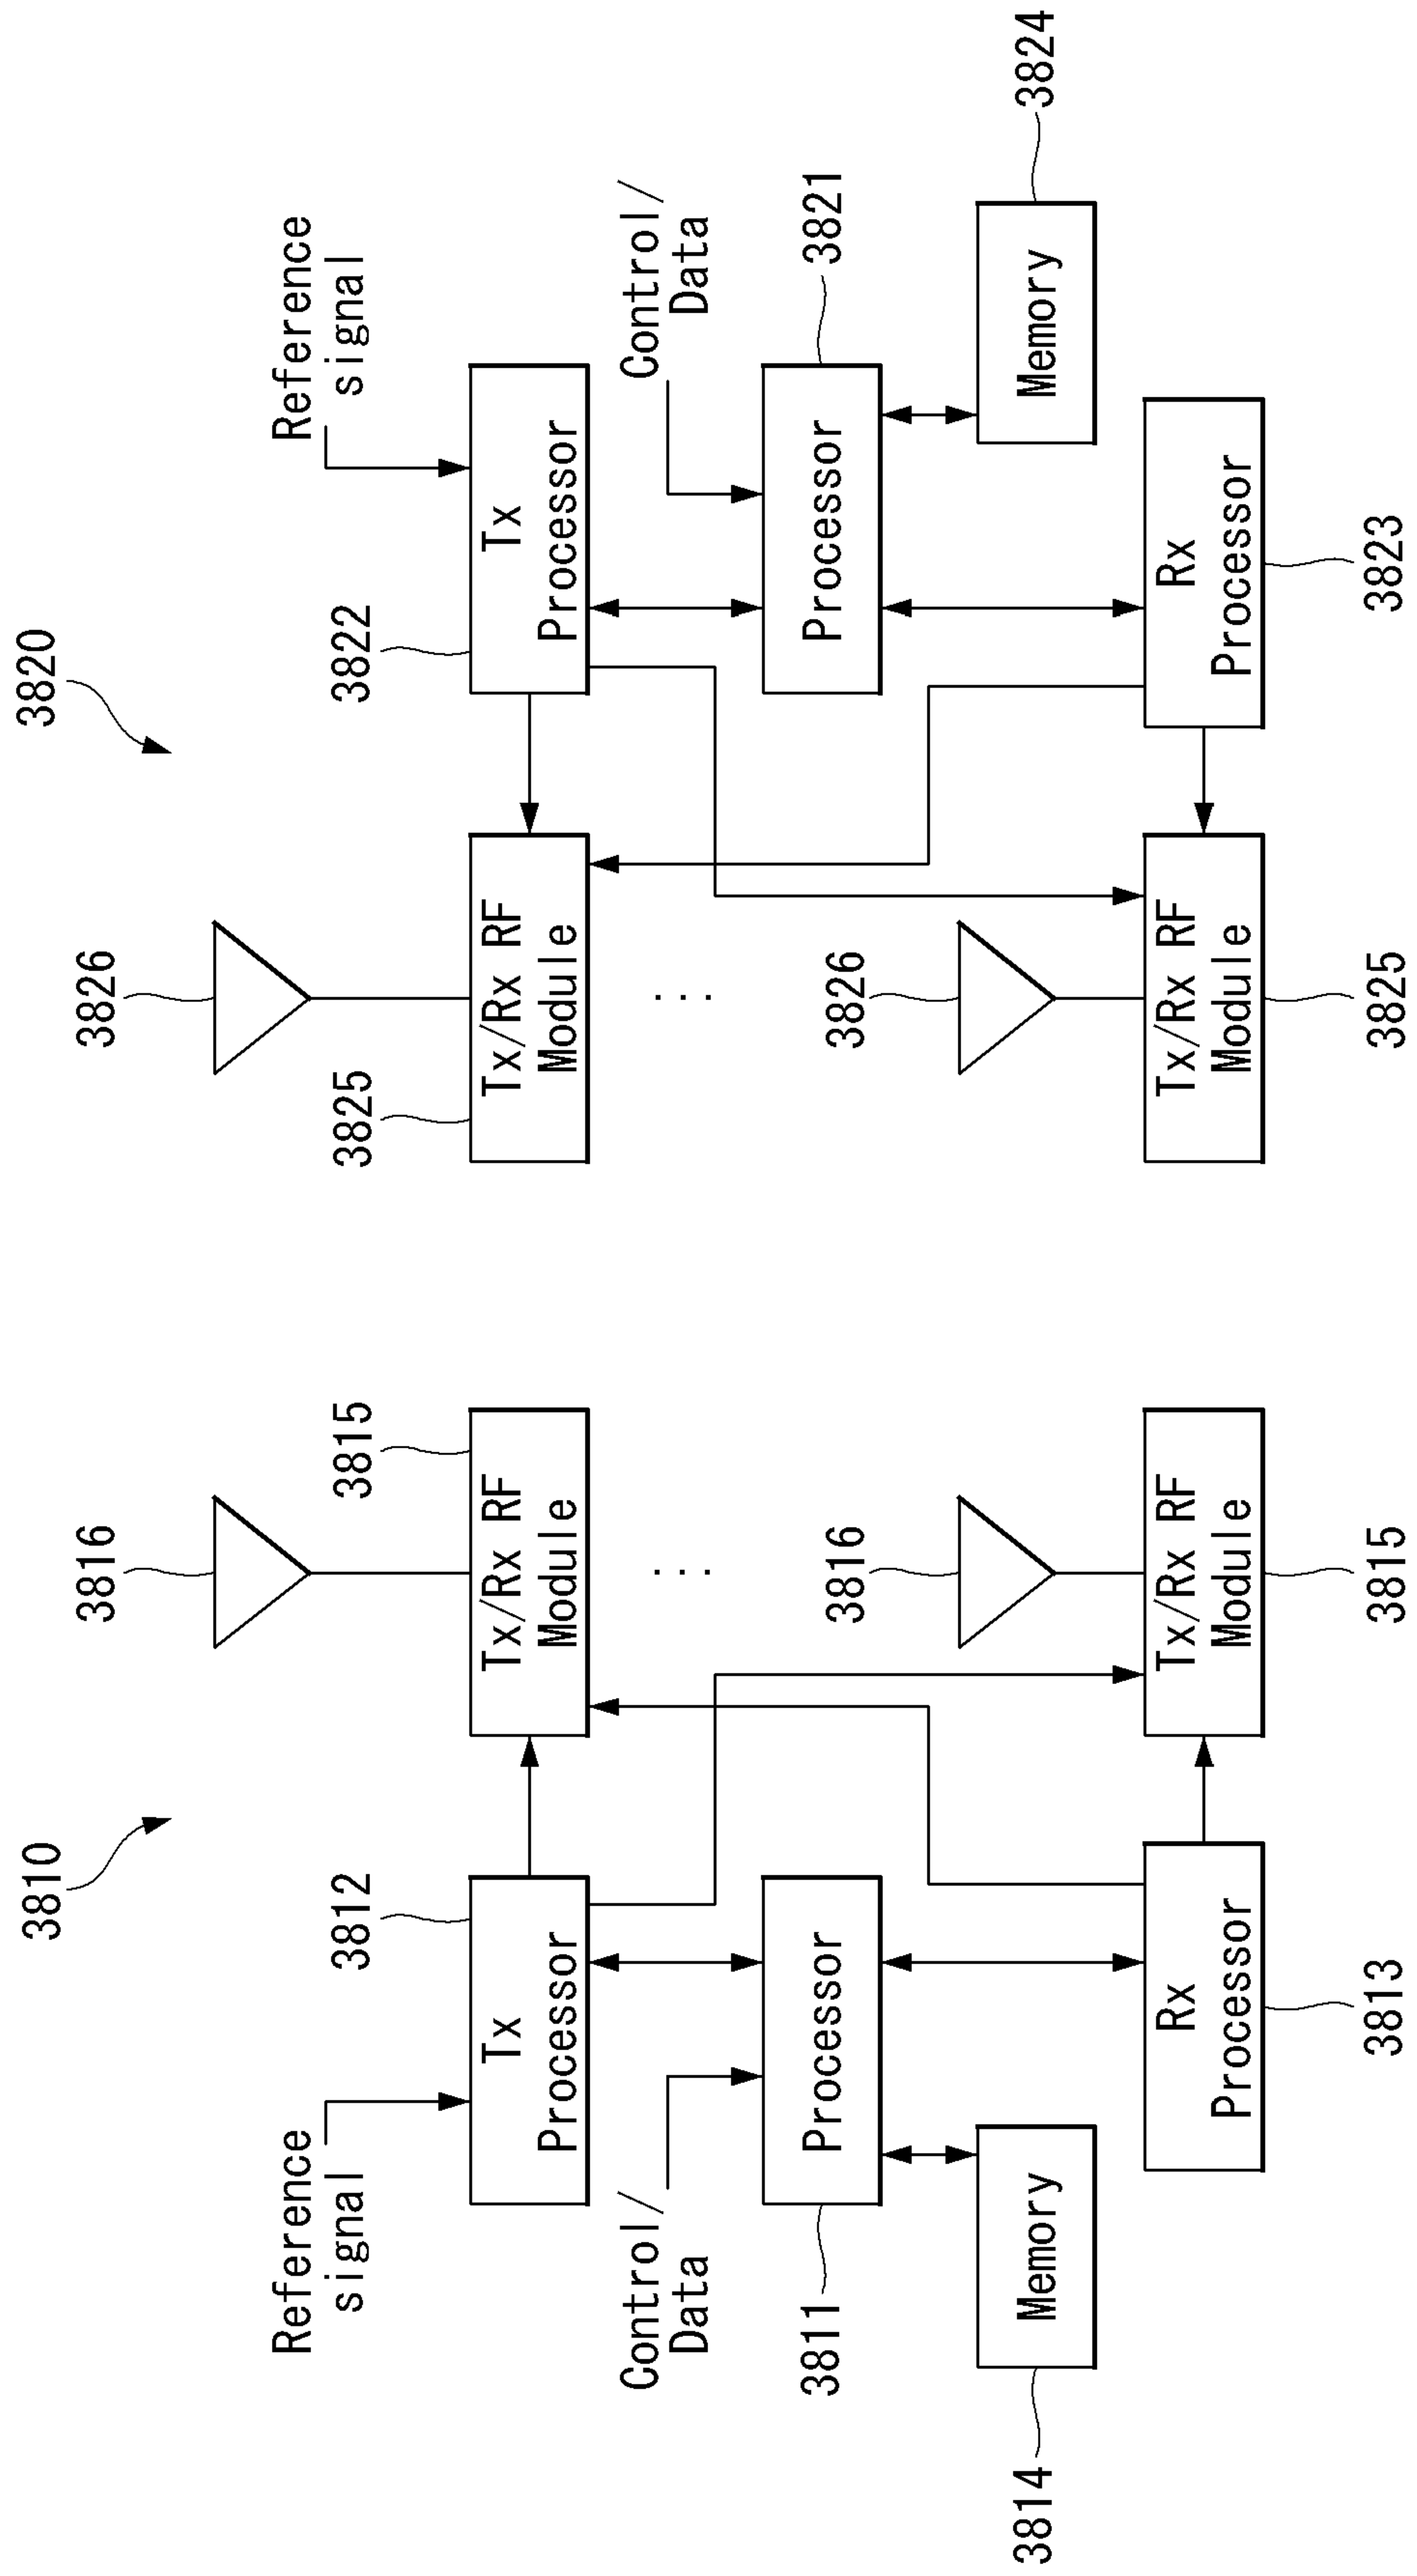 3810
3820
3816
3826
Reference
signal
3812
3815
3825
3822
Reference
signal
Tx
Processor
Tx/Rx RF
Module
Tx/Rx RF
Module
Tx
Processor
Control/
Data
...
...
Control/
Data
3811
Processor
3816
3826
Processor
3821
3814
Memory
Memory
3824
Rx
Processor
Tx/Rx RF
Module
Tx/Rx RF
Module
Rx
Processor
3813
3815
3825
3823